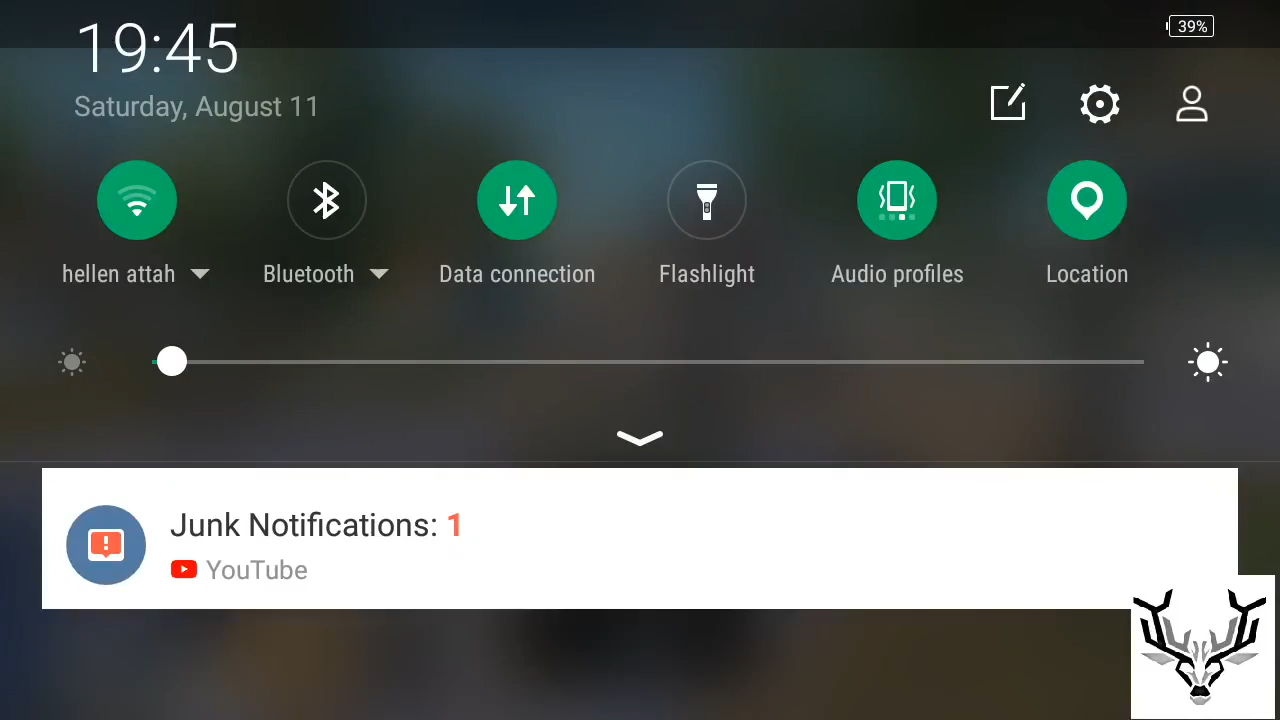 19:45
39%
Saturday, August 11
hellen attah
Bluetooth
Data connection
Flashlight
Audio profiles
Location
Junk Notifications: 1
YouTube